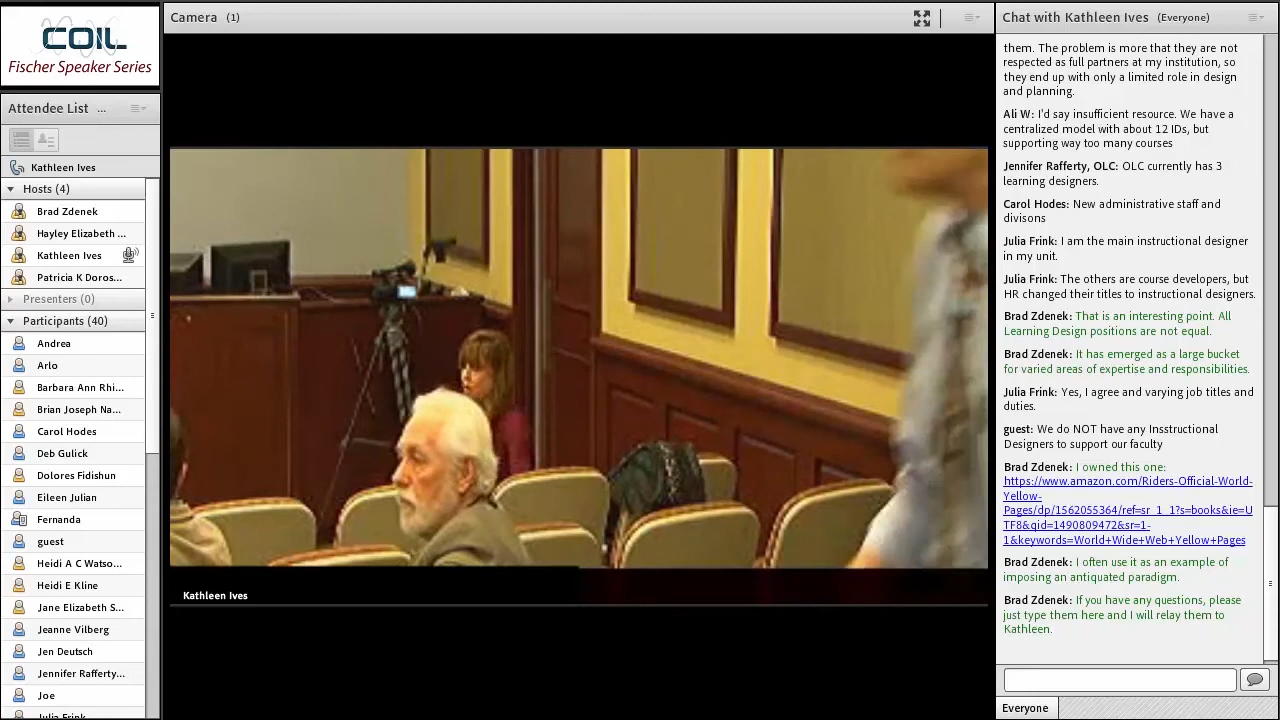 COIL
Fischer Speaker Series
Attendee List ...
Kathleen Ives
Hosts (4)
Brad Zdenek
Hayley Elizabeth ...
Kathleen Ives
Patricia K Doros...
Presenters (0)
Participants (40)
Andrea
Arlo
Barbara Ann Rhi...
Brian Joseph Na...
Carol Hodes
Deb Gulick
Dolores Fidishun
Eileen Julian
Fernanda
guest
Heidi A C Watso...
Heidi E Kline
Jane Elizabeth S...
Jeanne Vilberg
Jen Deutsch
Jennifer Rafferty...
Joe
Julia Frink
Camera (1)
Kathleen Ives
Chat with Kathleen Ives (Everyone)
them. The problem is more that they are not
respected as full partners at my institution, so
they end up with only a limited role in design
and planning.
Ali W: I'd say insufficient resource. We have a
centralized model with about 12 IDs, but
supporting way too many courses
Jennifer Rafferty, OLC: OLC currently has 3
learning designers.
Carol Hodes: New administrative staff and
divisons
Julia Frink: I am the main instructional designer
in my unit.
Julia Frink: The others are course developers, but
HR changed their titles to instructional designers.
Brad Zdenek: That is an interesting point. All
Learning Design positions are not equal.
Brad Zdenek: It has emerged as a large bucket
for varied areas of expertise and responsibilities.
Julia Frink: Yes, I agree and varying job titles and
duties.
guest: We do NOT have any Insstructional
Designers to support our faculty
Brad Zdenek: I owned this one:
https://www.amazon.com/Riders-Official-World-
Yellow-
Pages/dp/1562055364/ref=sr_1_1?s=books&ie=U
TF8&qid=1490809472&sr=1-
1&keywords=World+Wide+Web+Yellow+Pages
Brad Zdenek: I often use it as an example of
imposing an antiquated paradigm.
Brad Zdenek: If you have any questions, please
just type them here and I will relay them to
Kathleen.
Everyone